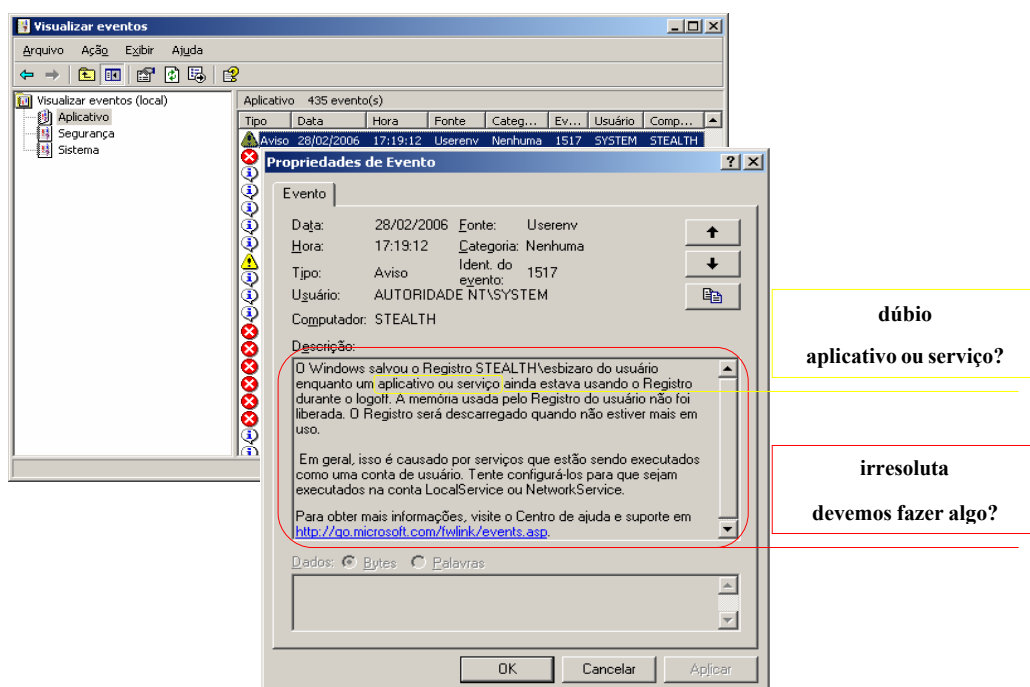 Visualizar eventos
Arquivo Ação Exibir Ajuda
Visualizar eventos (local)
Aplicativo
Segurança
Sistema
Aplicativo 435 evento(s)
Tipo Data Hora Fonte Categ... Ev... Usuário Comp...
Aviso 28/02/2006 17:19:12 Userenv Nenhuma 1517 SYSTEM STEALTH
Propriedades de Evento
Evento
Data: 28/02/2006 Fonte: Userenv
Hora: 17:19:12 Categoria: Nenhuma
Tipo: Aviso Ident. do evento: 1517
Usuário: AUTORIDADE NT\SYSTEM
Computador: STEALTH
Descrição:
O Windows salvou o Registro STEALTH\esbizaro do usuário
enquanto um aplicativo ou serviço ainda estava usando o Registro
durante o logoff. A memória usada pelo Registro do usuário não foi
liberada. O Registro será descarregado quando não estiver mais em
uso.
Em geral, isso é causado por serviços que estão sendo executados
como uma conta de usuário. Tente configurá-los para que sejam
executados na conta LocalService ou NetworkService.
Para obter mais informações, visite o Centro de ajuda e suporte em
http://go.microsoft.com/fwlink/events.asp.
Dados: Bytes Palavras
OK Cancelar Aplicar
dúbio
aplicativo ou serviço?
irresoluta
devemos fazer algo?